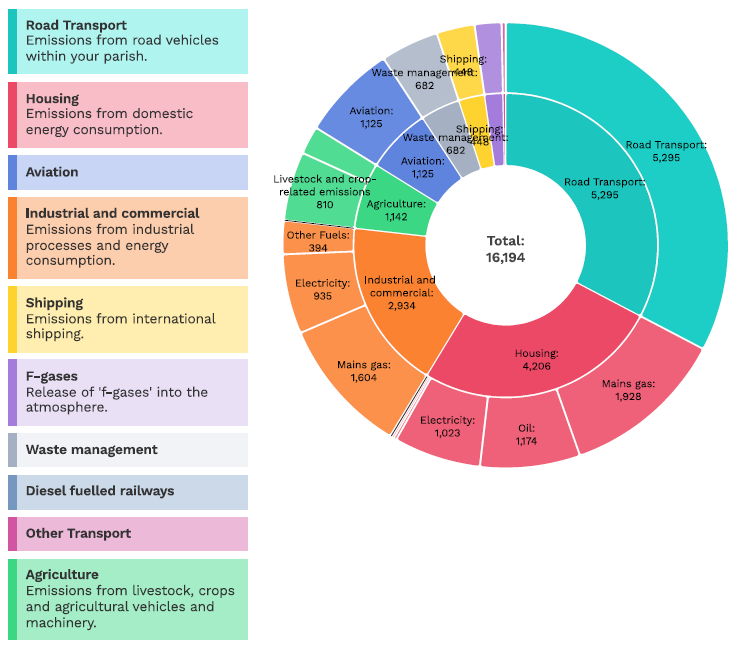 Road Transport
Emissions from road vehicles
within your parish.
Housing
Emissions from domestic
energy consumption.
Aviation
Industrial and commercial
Emissions from industrial
processes and energy
consumption.
Shipping
Emissions from international
shipping.
F-gases
Release of 'f-gases' into the
atmosphere.
Waste management
Diesel fuelled railways
Other Transport
Agriculture
Emissions from livestock, crops
and agricultural vehicles and
machinery.
Shipping:
448
Waste management:
682
Aviation:
1,125
Livestock and crop-
related emissions
810
Other Fuels:
394
Electricity:
935
Mains gas:
1,604
Electricity:
1,023
Oil:
1,174
Mains gas:
1,928
Road Transport:
5,295
Shipping:
448
Waste management:
682
Aviation:
1,125
Agriculture:
1,142
Industrial and
commercial:
2,934
Housing:
4,206
Road Transport:
5,295
Total:
16,194